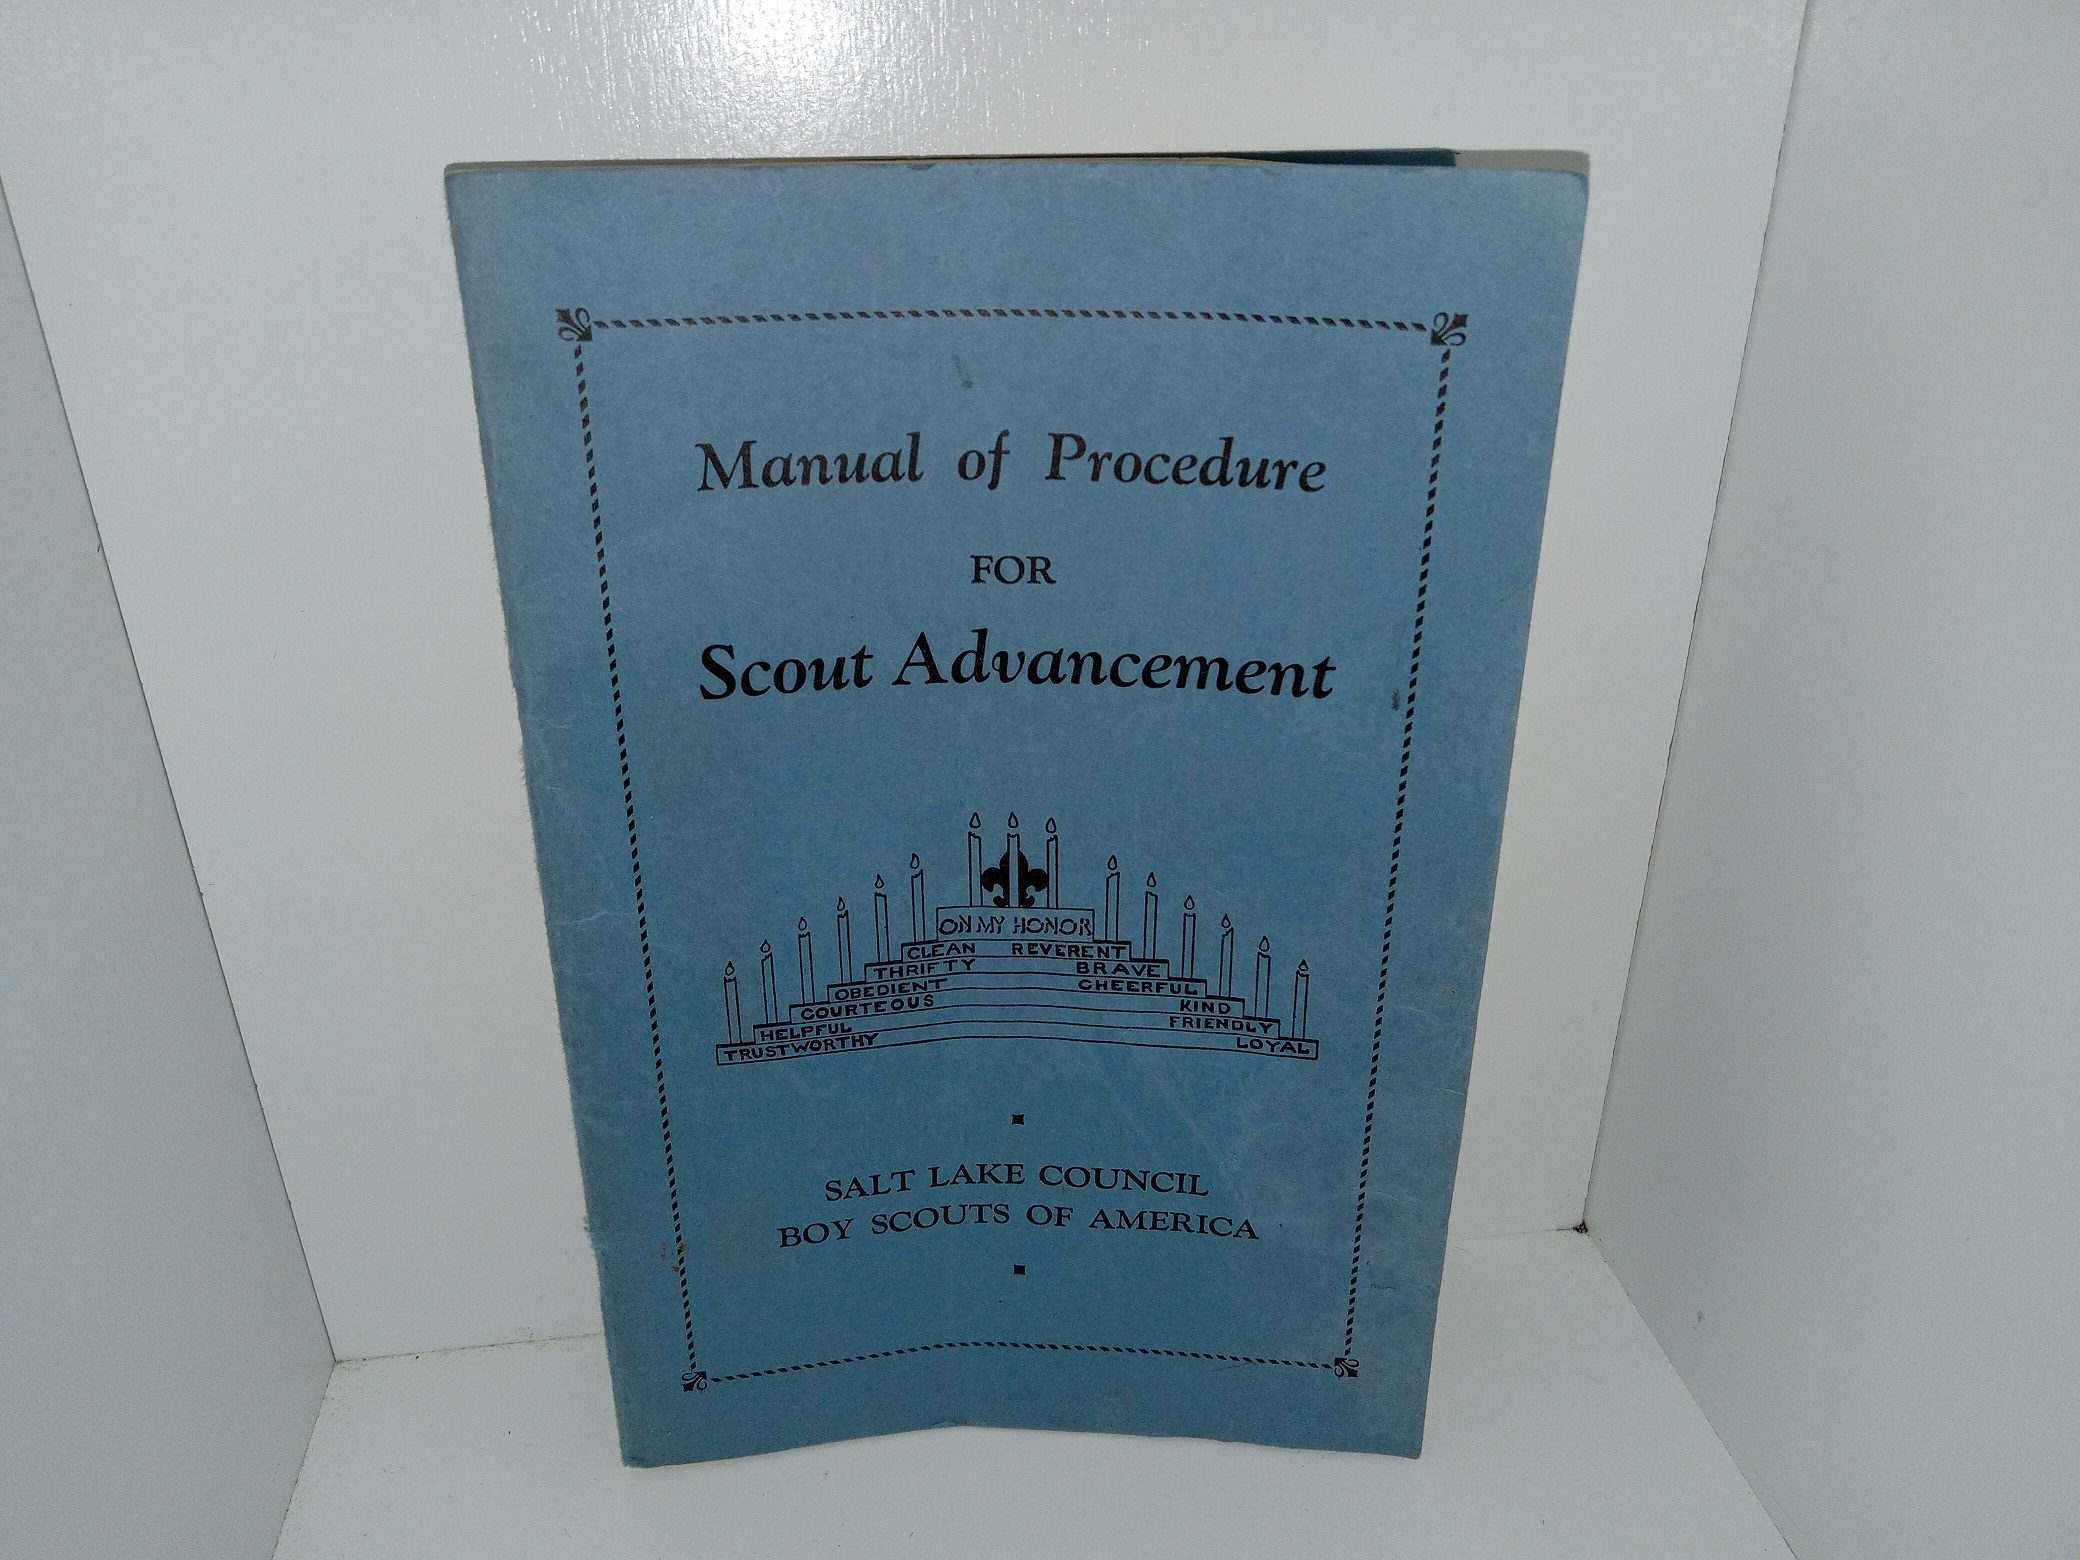 Manual of Procedure
FOR
Scout Advancement
ON MY HONOR
CLEAN REVERENT
THRIFTY BRAVE
OBEDIENT CHEERFUL
COURTEOUS KIND
HELPFUL FRIENDLY
TRUSTWORTHY LOYAL
SALT LAKE COUNCIL
BOY SCOUTS OF AMERICA